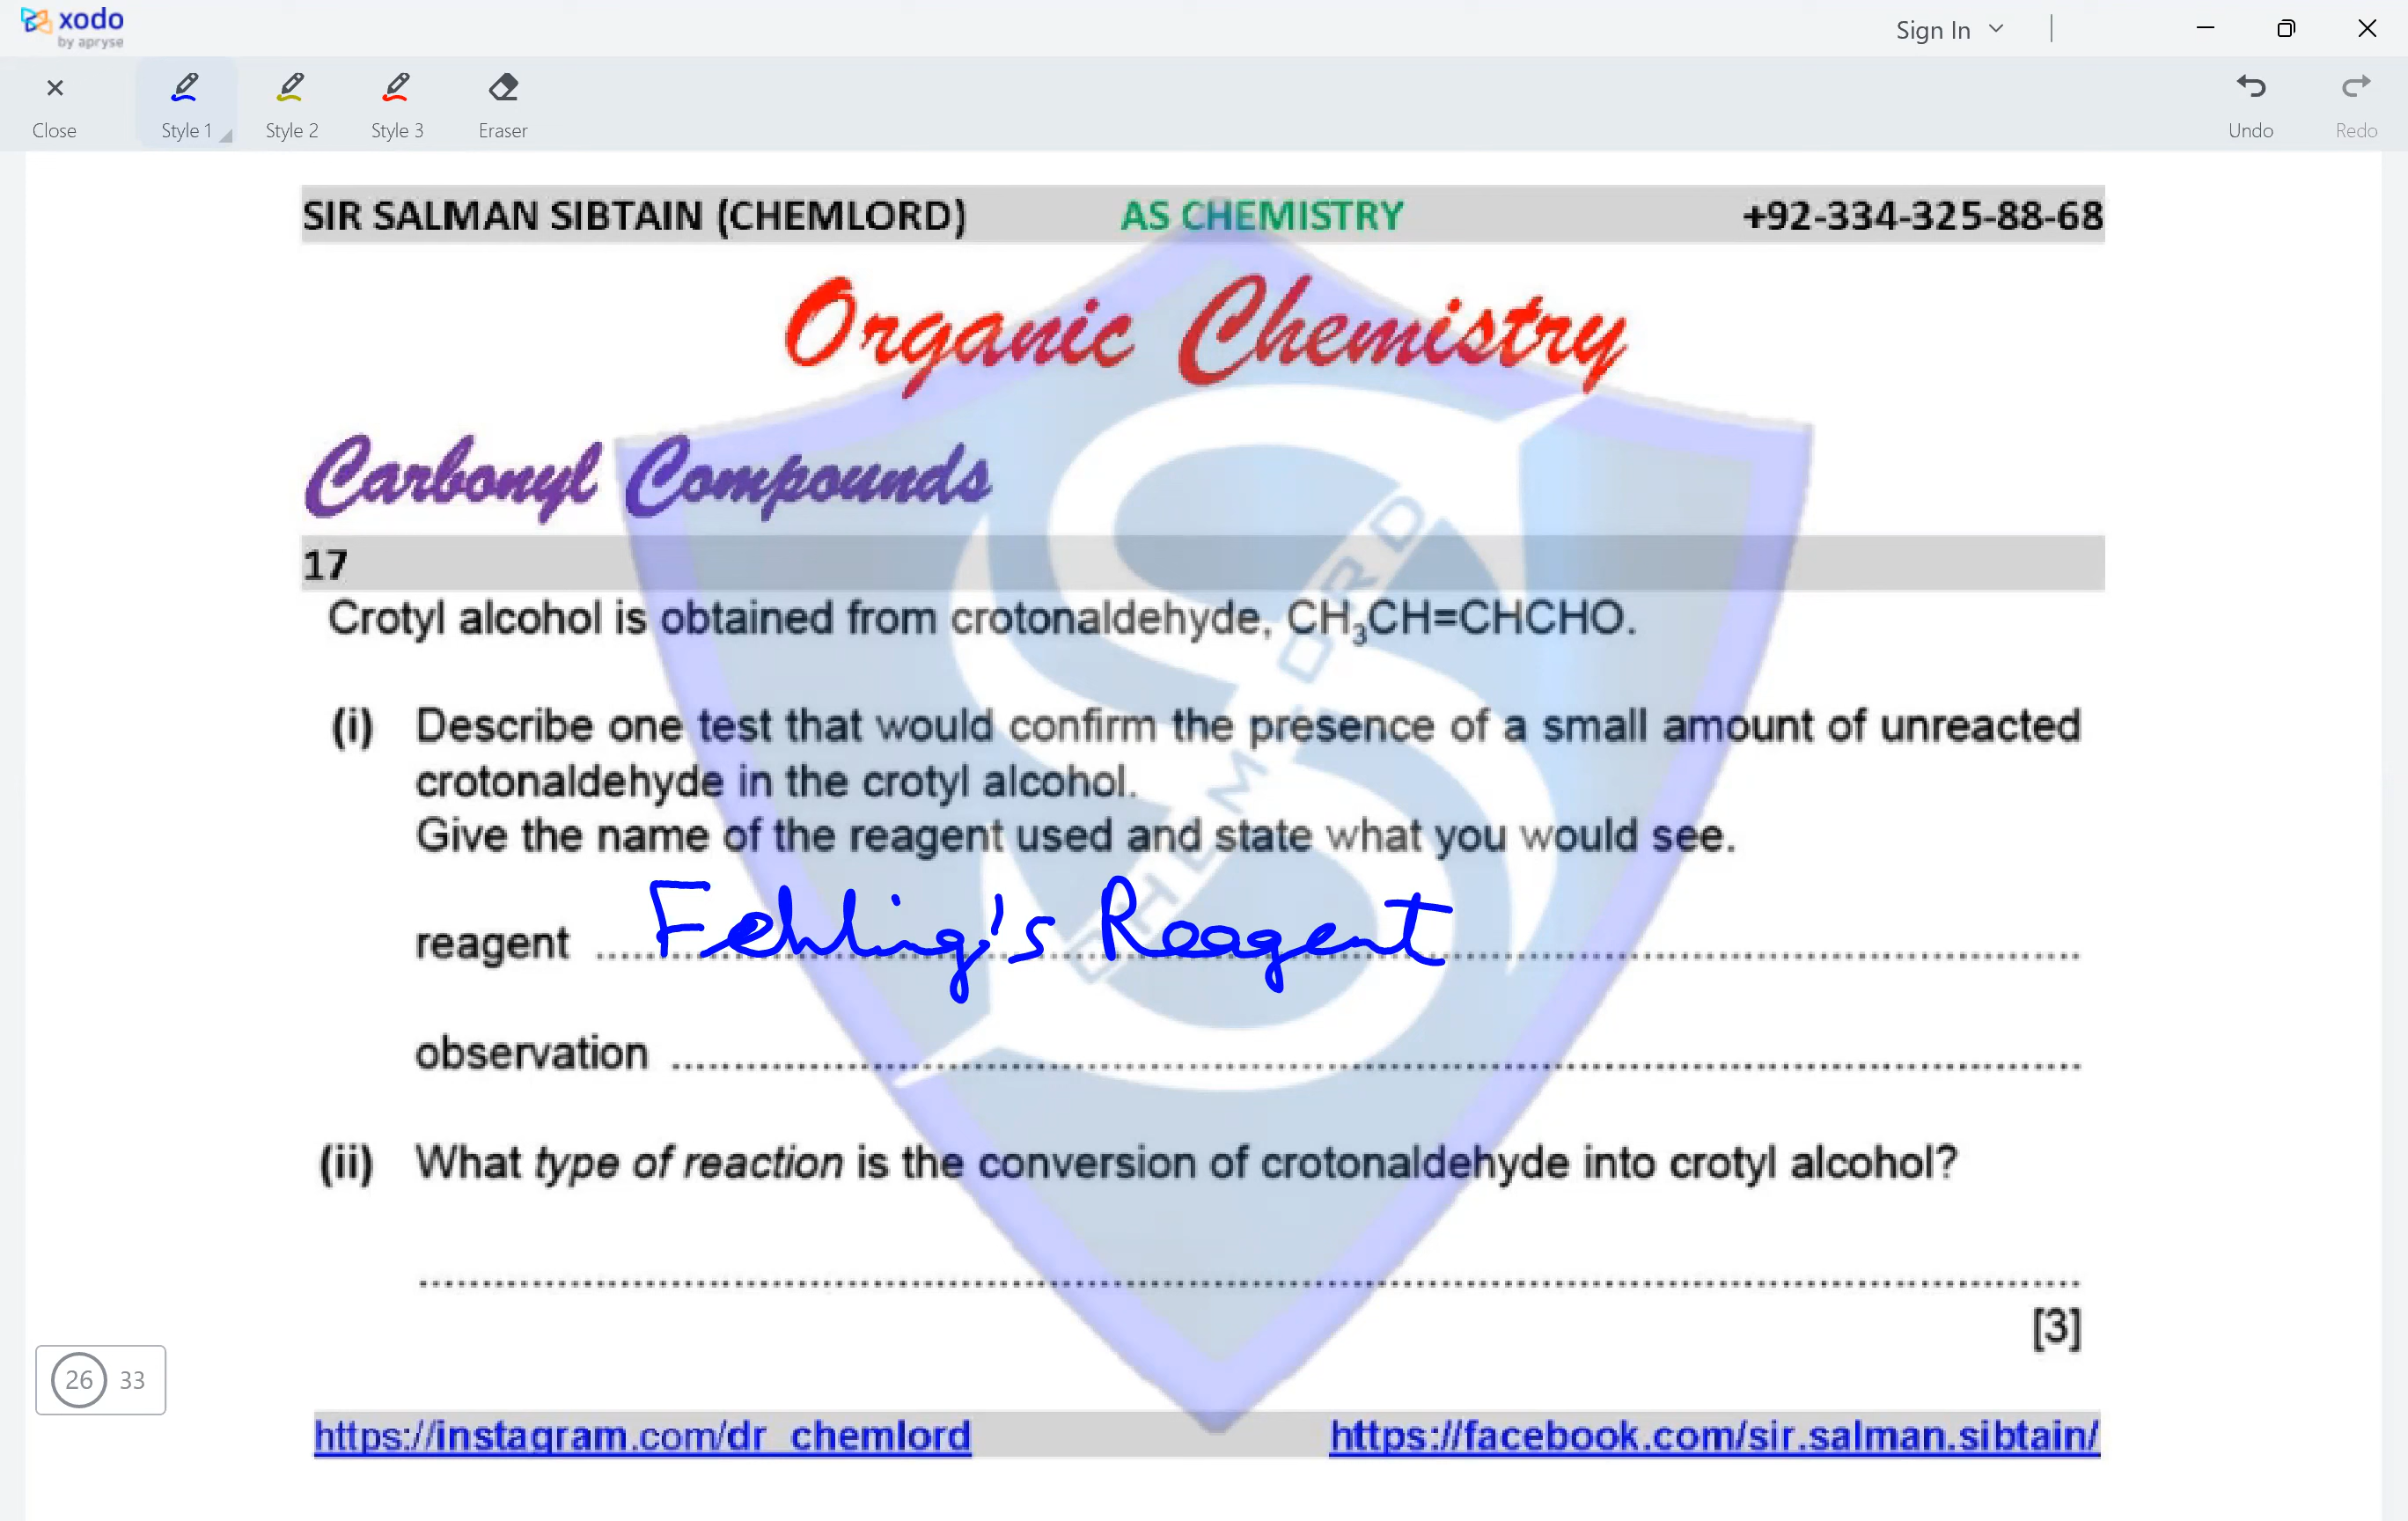 xodo
by apryse
Sign In
Close
Style 1
Style 2
Style 3
Eraser
Undo
Redo
SIR SALMAN SIBTAIN (CHEMLORD) AS CHEMISTRY +92-334-325-88-68
Organic Chemistry
Carbonyl Compounds
17
Crotyl alcohol is obtained from crotonaldehyde, CH₃CH=CHCHO.
(i) Describe one test that would confirm the presence of a small amount of unreacted
crotonaldehyde in the crotyl alcohol.
Give the name of the reagent used and state what you would see.
reagent Fehling's Reagent
observation
(ii) What type of reaction is the conversion of crotonaldehyde into crotyl alcohol?
[3]
26 33
https://instagram.com/dr_chemlord https://facebook.com/sir.salman.sibtain/
CHEMLORD